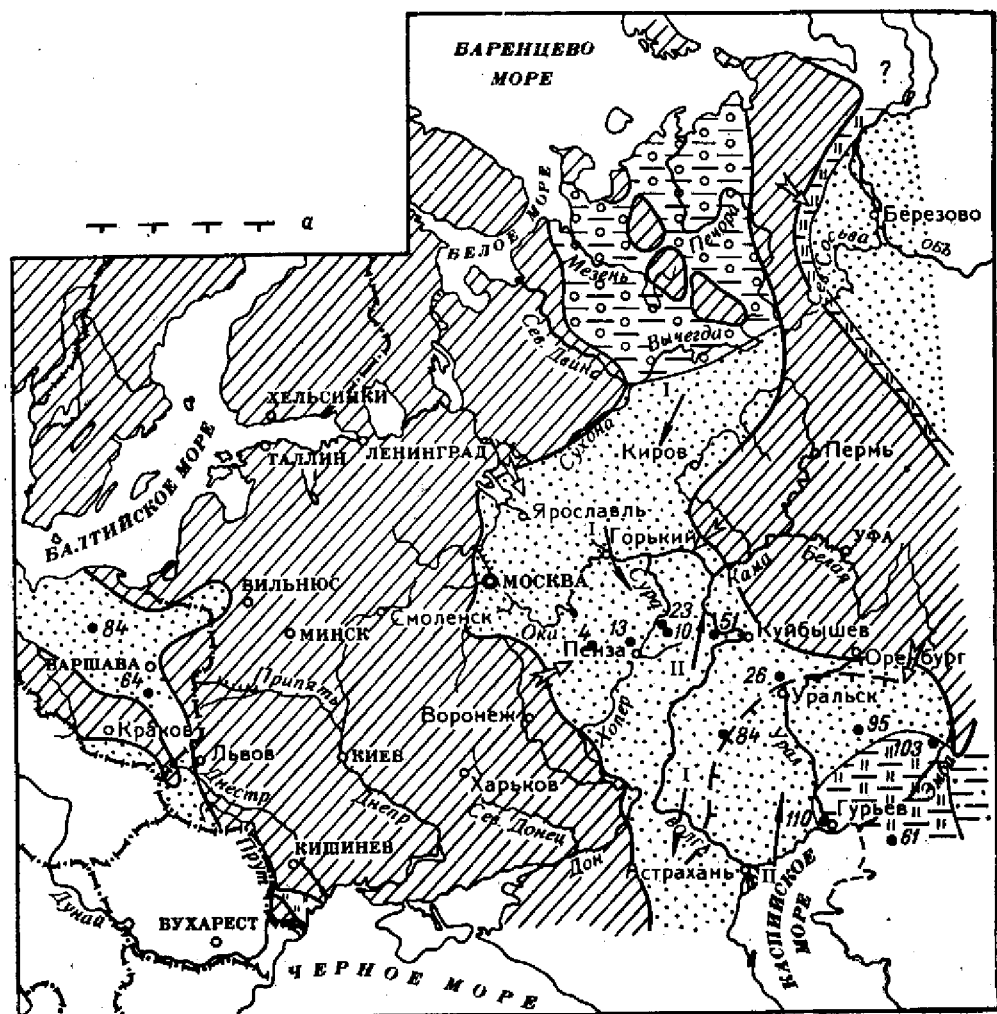 БАРЕНЦЕВО
МОРЕ
?
а
БЕЛОЕ МОРЕ
Печора
Мезень
Березово
Обь
Сев. Сосьва
Вычегда
Сев. Двина
I
ХЕЛЬСИНКИ
ТАЛЛИН
ЛЕНИНГРАД
Сухона
Киров
Пермь
БАЛТИЙСКОЕ МОРЕ
Ярославль
I
Горький
Кама
Белая
УФА
ВИЛЬНЮС
МОСКВА
Сура
Смоленск
Ока
23
10
51
Куйбышев
84
МИНСК
4
13
Пенза
II
Оренбург
ВАРШАВА
64
Припять
26
Уральск
Краков
Воронеж
Хопер
84
Урал
95
103
Львов
КИЕВ
Харьков
I
Эмба
Днестр
Днепр
Сев. Донец
Волга
110
Гурьев
61
Прут
КИШИНЕВ
Дон
Астрахань
II
Дунай
БУХАРЕСТ
КАСПИЙСКОЕ
МОРЕ
ЧЕРНОЕ МОРЕ